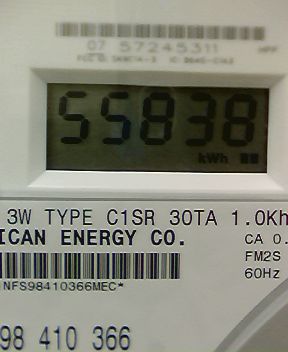 07 57245311
55838
kWh
3W TYPE C1SR 30TA 1.0Kh
ICAN ENERGY CO.
CA 0.
FM2S
NFS98410366MEC*
60Hz
98 410 366